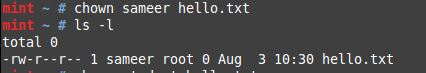 mint ~ # chown sameer hello.txt
mint ~ # ls -l
total 0
-rw-r--r-- 1 sameer root 0 Aug  3 10:30 hello.txt